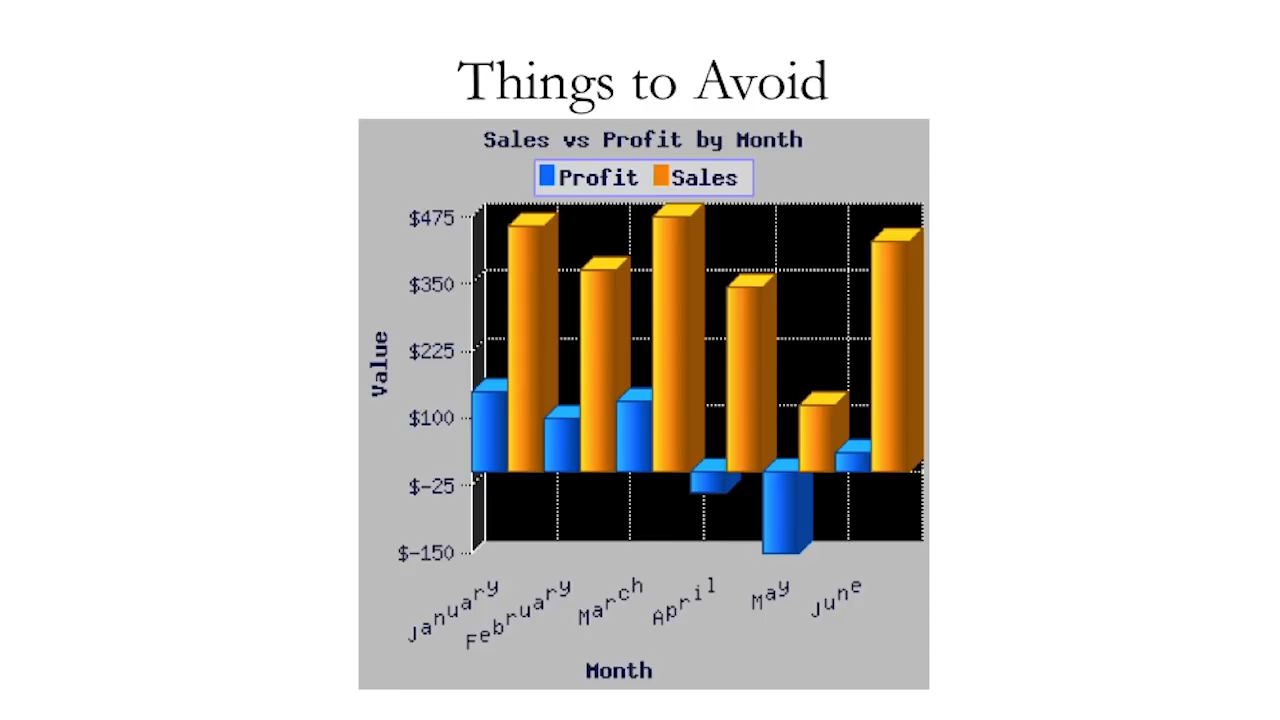 Things to Avoid
Sales vs Profit by Month
Profit Sales
$475
$350
$225
$100
$-25
$-150
Value
January February March April May June
Month